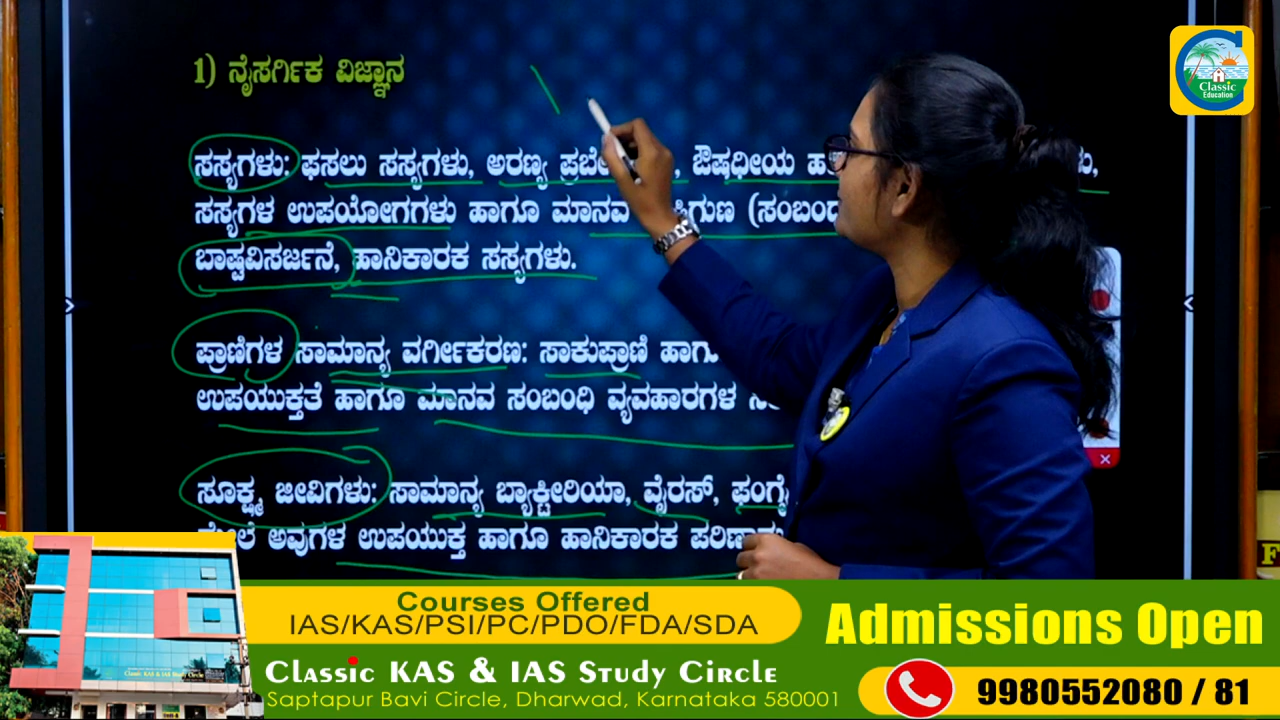 1) ನೈಸರ್ಗಿಕ ವಿಜ್ಞಾನ
ಸಸ್ಯಗಳು: ಫಸಲು ಸಸ್ಯಗಳು, ಅರಣ್ಯ ಔಷಧೀಯ
ಸಸ್ಯಗಳ ಉಪಯೋಗಗಳು ಹಾಗೂ ಮಾನವ
ಬಾಷ್ಪವಿಸರ್ಜನೆ, ಹಾನಿಕಾರಕ ಸಸ್ಯಗಳು.
ಪ್ರಾಣಿಗಳ ಸಾಮಾನ್ಯ ವರ್ಗೀಕರಣ: ಸಾಕುಪ್ರಾಣಿ
ಉಪಯುಕ್ತತೆ ಹಾಗೂ ಮಾನವ ಸಂಬಂಧಿ ವ್ಯವಹಾರಗಳ
ಸೂಕ್ಷ್ಮ ಜೀವಿಗಳು: ಸಾಮಾನ್ಯ ಬ್ಯಾಕ್ಟೀರಿಯಾ, ವೈರಸ್,
ಅವುಗಳ ಉಪಯುಕ್ತ ಹಾಗೂ ಹಾನಿಕಾರಕ
Classic
Education
Courses Offered
IAS/KAS/PSI/PC/PDO/FDA/SDA
Admissions Open
Classic KAS & IAS Study Circle
Saptapur Bavi Circle, Dharwad, Karnataka 580001
9980552080 / 81